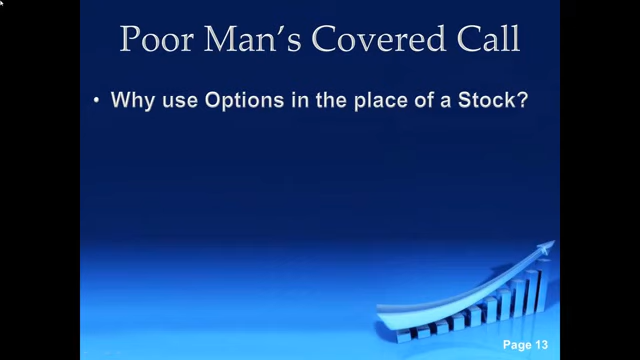 Poor Man's Covered Call
• Why use Options in the place of a Stock?
Page 13